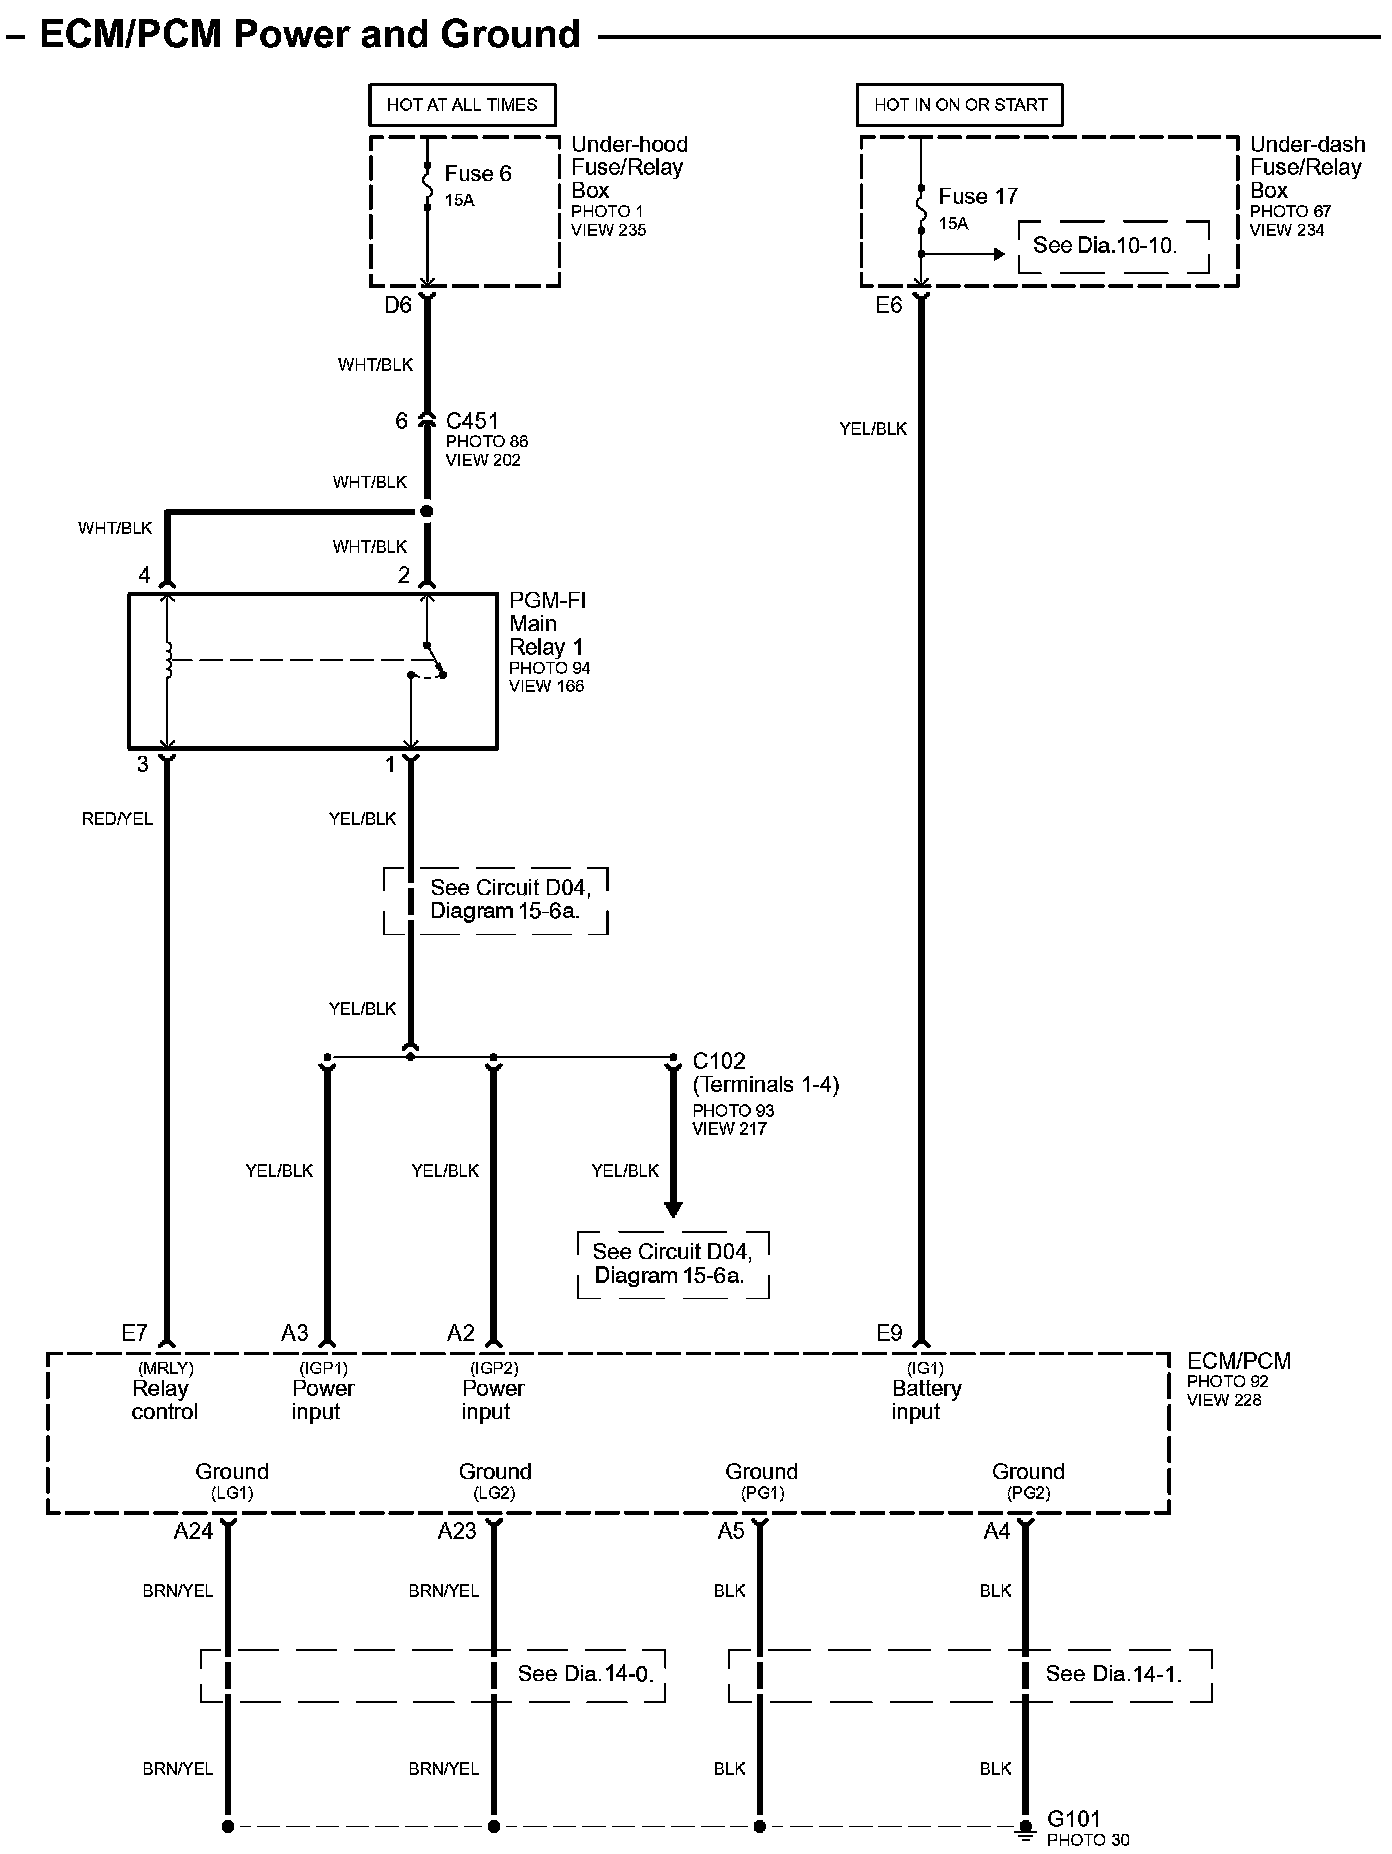 – ECM/PCM Power and Ground
HOT AT ALL TIMES
HOT IN ON OR START
Fuse 6
15A
Under-hood
Fuse/Relay
Box
PHOTO 1
VIEW 235
Fuse 17
15A
See Dia.10-10.
Under-dash
Fuse/Relay
Box
PHOTO 67
VIEW 234
D6
E6
WHT/BLK
6
C451
PHOTO 86
VIEW 202
YEL/BLK
WHT/BLK
WHT/BLK
WHT/BLK
4
2
PGM-FI
Main
Relay 1
PHOTO 94
VIEW 166
3
1
RED/YEL
YEL/BLK
See Circuit D04,
Diagram 15-6a.
YEL/BLK
C102
(Terminals 1-4)
PHOTO 93
VIEW 217
YEL/BLK
YEL/BLK
YEL/BLK
See Circuit D04,
Diagram 15-6a.
E7
A3
A2
E9
(MRLY)
Relay
control
(IGP1)
Power
input
(IGP2)
Power
input
(IG1)
Battery
input
ECM/PCM
PHOTO 92
VIEW 228
Ground
(LG1)
Ground
(LG2)
Ground
(PG1)
Ground
(PG2)
A24
A23
A5
A4
BRN/YEL
BRN/YEL
BLK
BLK
See Dia.14-0.
See Dia.14-1.
BRN/YEL
BRN/YEL
BLK
BLK
G101
PHOTO 30